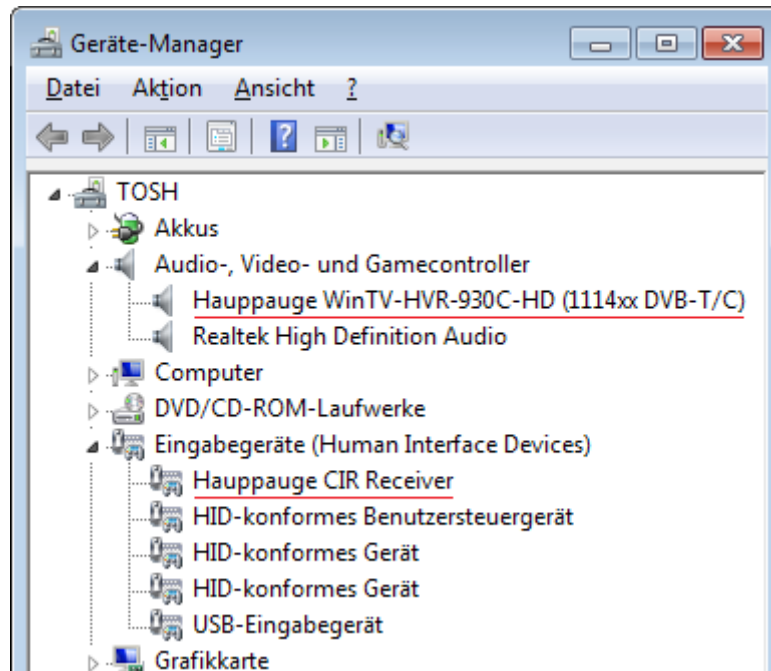 Geräte-Manager
Datei Aktion Ansicht ?
TOSH
Akkus
Audio-, Video- und Gamecontroller
Hauppauge WinTV-HVR-930C-HD (1114xx DVB-T/C)
Realtek High Definition Audio
Computer
DVD/CD-ROM-Laufwerke
Eingabegeräte (Human Interface Devices)
Hauppauge CIR Receiver
HID-konformes Benutzersteuergerät
HID-konformes Gerät
HID-konformes Gerät
USB-Eingabegerät
Grafikkarte